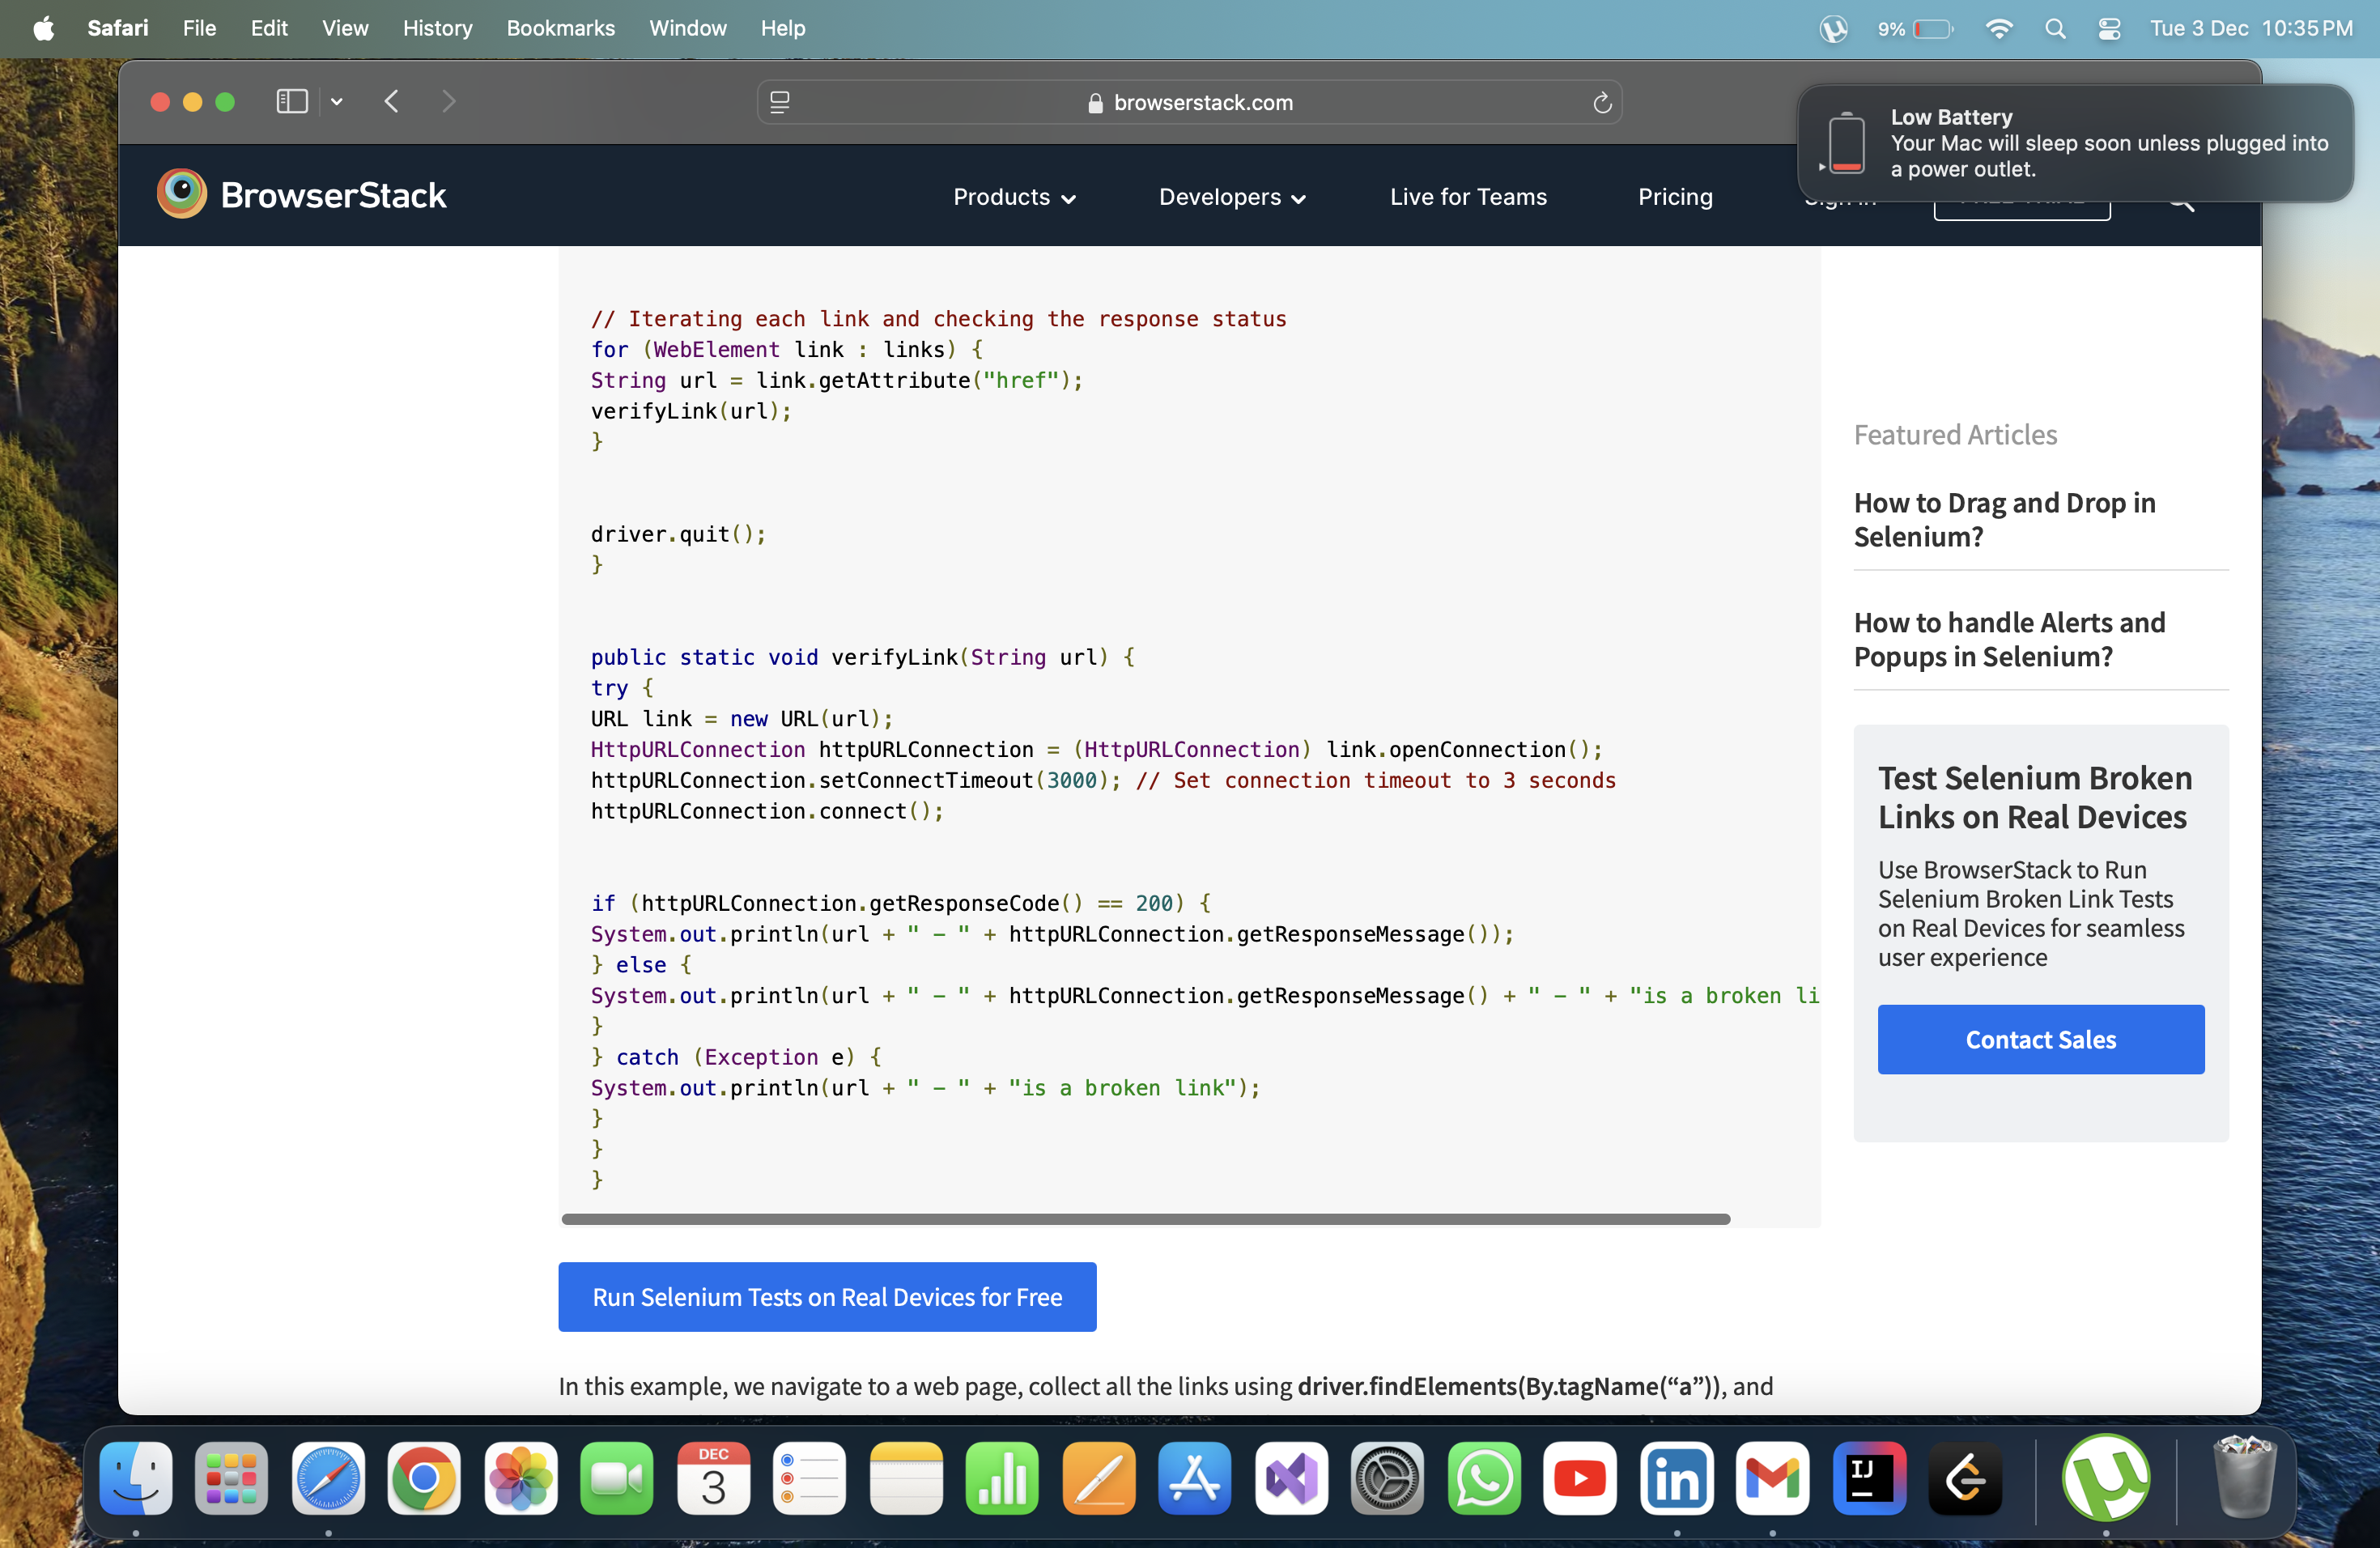 Safari File Edit View History Bookmarks Window Help
9% Tue 3 Dec 10:35 PM
browserstack.com
Low Battery
Your Mac will sleep soon unless plugged into
a power outlet.
BrowserStack
Products Developers Live for Teams Pricing
// Iterating each link and checking the response status
for (WebElement link : links) {
String url = link.getAttribute("href");
verifyLink(url);
}
driver.quit();
}
public static void verifyLink(String url) {
try {
URL link = new URL(url);
HttpURLConnection httpURLConnection = (HttpURLConnection) link.openConnection();
httpURLConnection.setConnectTimeout(3000); // Set connection timeout to 3 seconds
httpURLConnection.connect();
if (httpURLConnection.getResponseCode() == 200) {
System.out.println(url + " – " + httpURLConnection.getResponseMessage());
} else {
System.out.println(url + " – " + httpURLConnection.getResponseMessage() + " – " + "is a broken li
}
} catch (Exception e) {
System.out.println(url + " – " + "is a broken link");
}
}
}
Run Selenium Tests on Real Devices for Free
In this example, we navigate to a web page, collect all the links using driver.findElements(By.tagName(“a”)), and
Featured Articles
How to Drag and Drop in
Selenium?
How to handle Alerts and
Popups in Selenium?
Test Selenium Broken
Links on Real Devices
Use BrowserStack to Run
Selenium Broken Link Tests
on Real Devices for seamless
user experience
Contact Sales
DEC
3
in
IJ